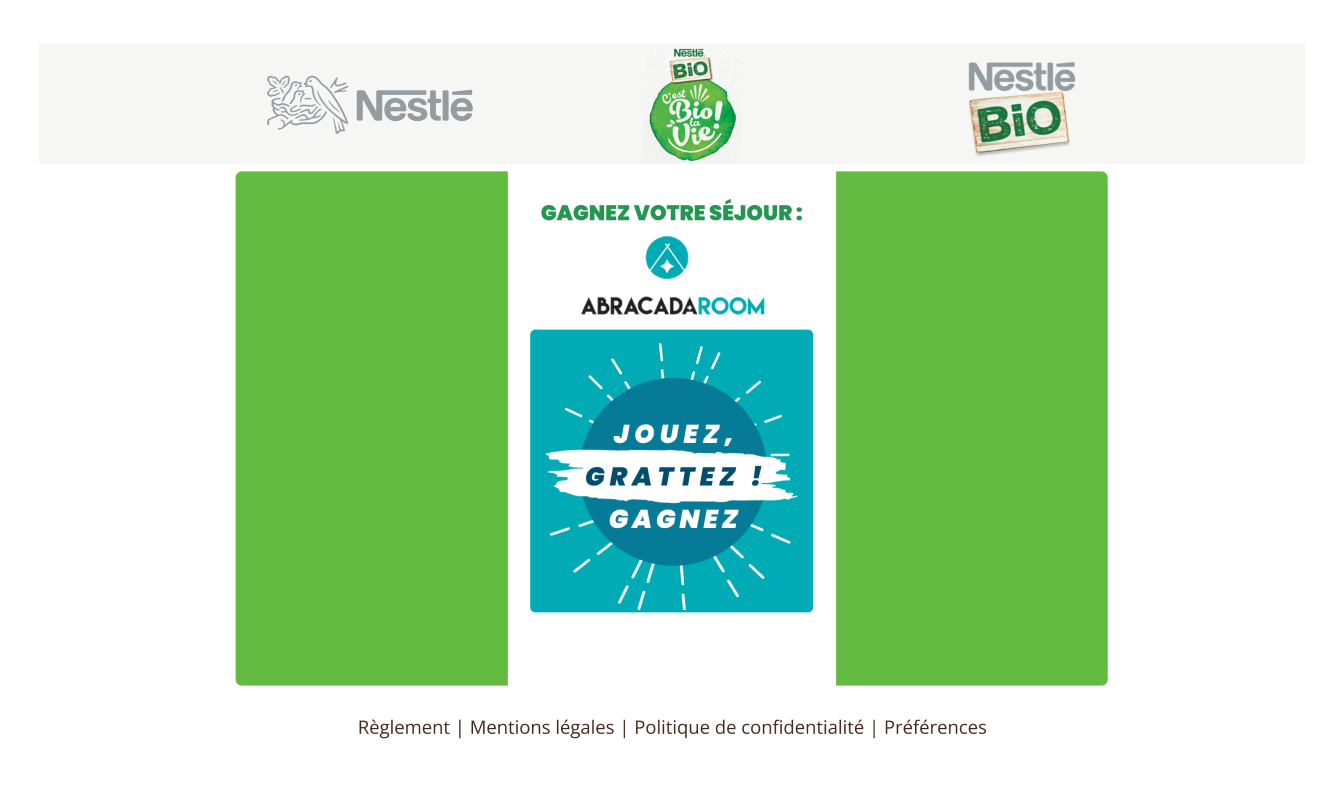 Nestlé
Nestlé
BiO
C'est
Bio!
la
Vie!
Nestlé
BiO
GAGNEZ VOTRE SÉJOUR :
ABRACADAROOM
JOUEZ,
GRATTEZ !
GAGNEZ
Règlement | Mentions légales | Politique de confidentialité | Préférences